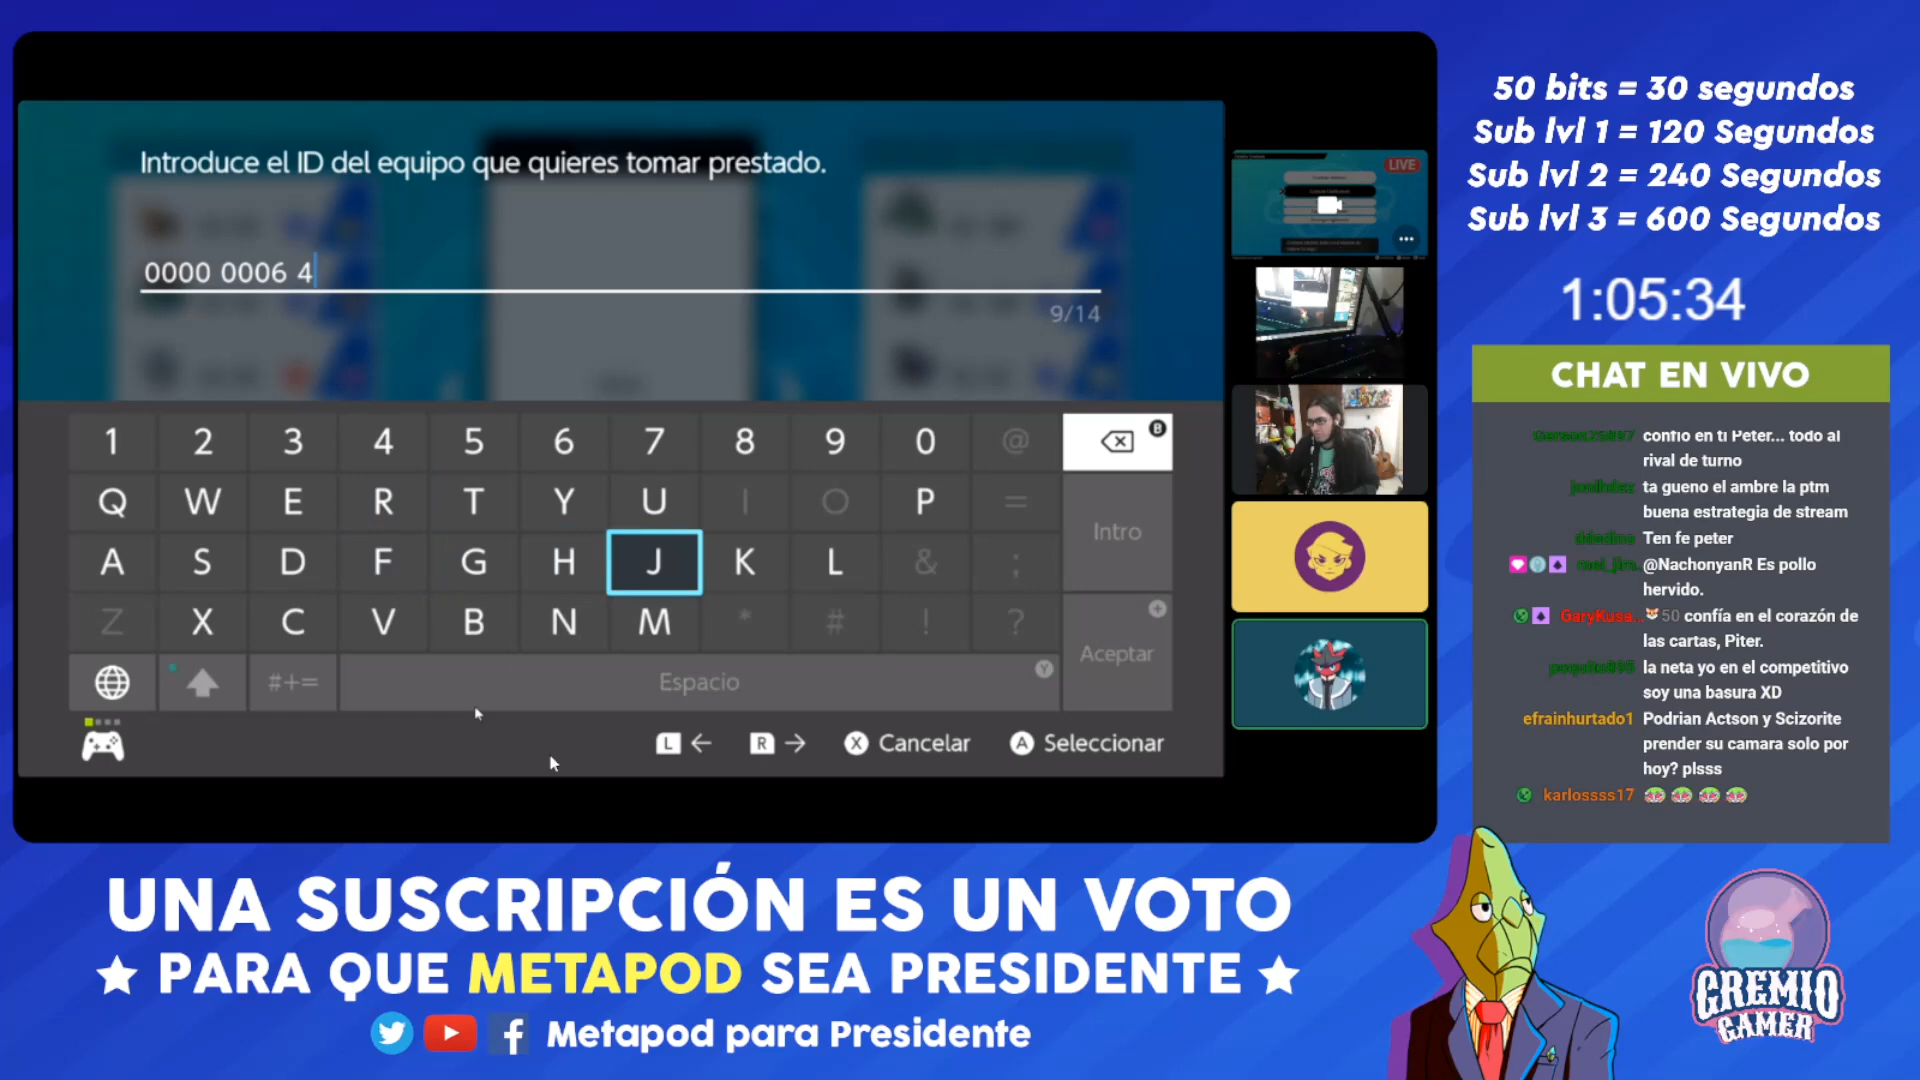 Introduce el ID del equipo que quieres tomar prestado.
0000 0006 4
9/14
1 2 3 4 5 6 7 8 9 0 @
B
Q W E R T Y U I O P =
Intro
A S D F G H J K L & ;
Z X C V B N M * # ! ?
+
Aceptar
#+=
Espacio
Y
L ← R → X Cancelar A Seleccionar
LIVE
50 bits = 30 segundos
Sub lvl 1 = 120 Segundos
Sub lvl 2 = 240 Segundos
Sub lvl 3 = 600 Segundos
1:05:34
CHAT EN VIVO
confío en ti Peter... todo al
rival de turno
ta gueno el ambre la ptm
buena estrategia de stream
Ten fe peter
@NachonyanR Es pollo
hervido.
GaryKusa... 50 confía en el corazón de
las cartas, Piter.
la neta yo en el competitivo
soy una basura XD
efrainhurtado1 Podrian Actson y Scizorite
prender su camara solo por
hoy? plsss
karlossss17
UNA SUSCRIPCIÓN ES UN VOTO
★ PARA QUE METAPOD SEA PRESIDENTE ★
Metapod para Presidente
GREMIO
GAMER